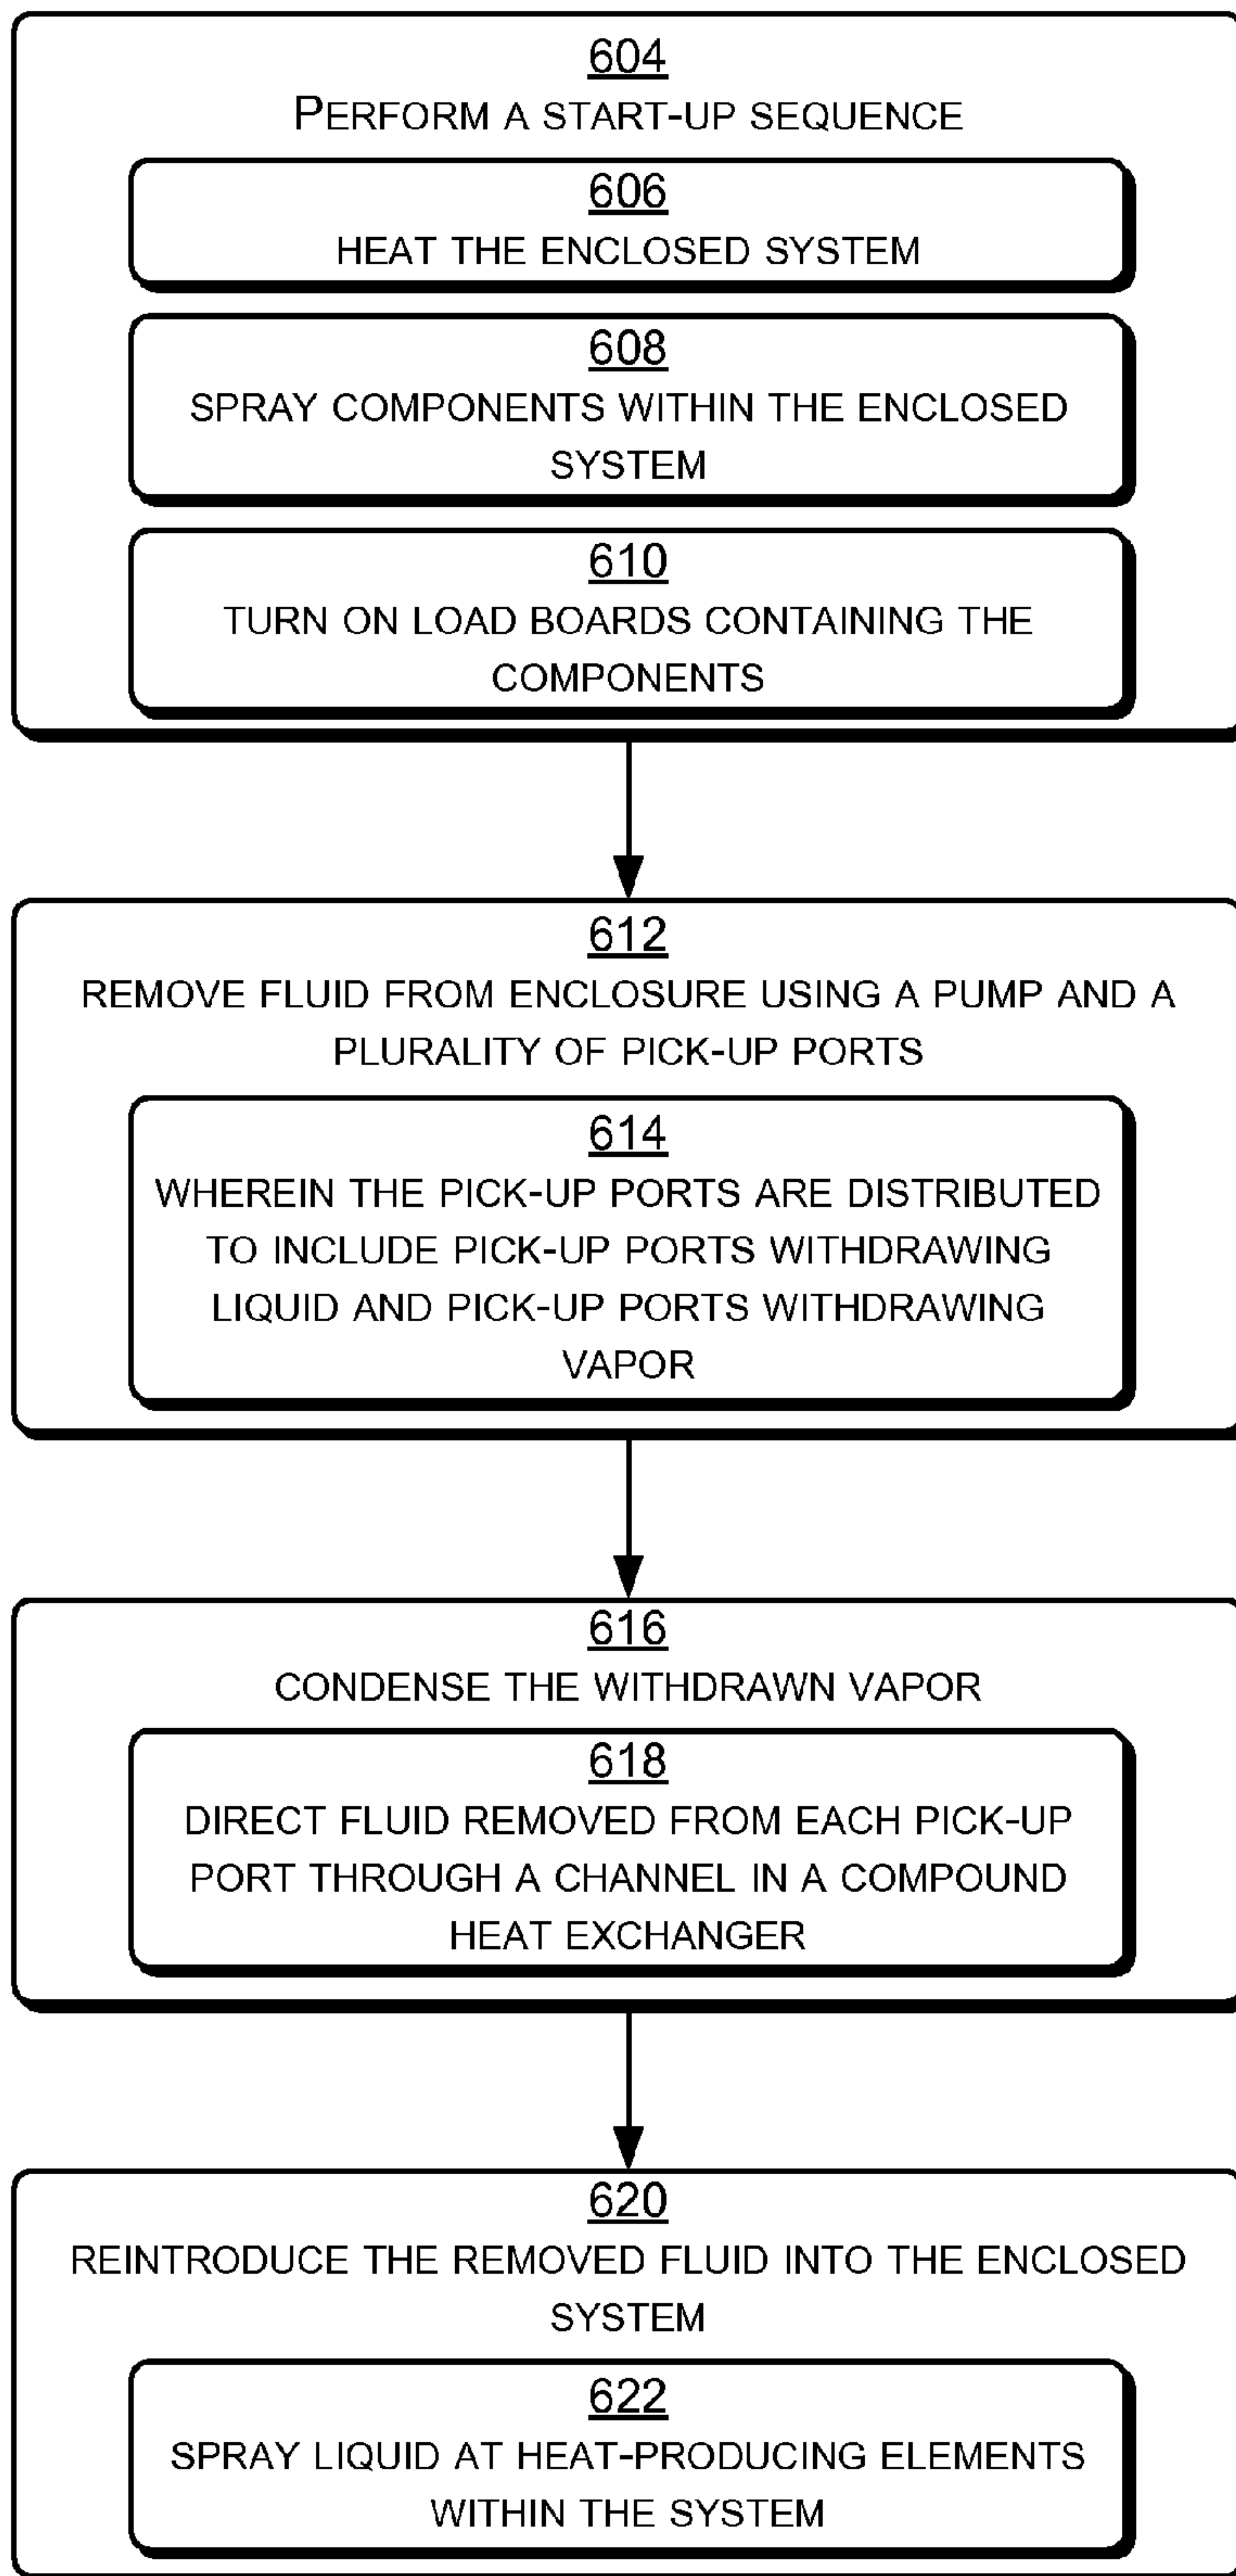 604
PERFORM A START-UP SEQUENCE
606
HEAT THE ENCLOSED SYSTEM
608
SPRAY COMPONENTS WITHIN THE ENCLOSED
SYSTEM
610
TURN ON LOAD BOARDS CONTAINING THE
COMPONENTS
612
REMOVE FLUID FROM ENCLOSURE USING A PUMP AND A
PLURALITY OF PICK-UP PORTS
614
WHEREIN THE PICK-UP PORTS ARE DISTRIBUTED
TO INCLUDE PICK-UP PORTS WITHDRAWING
LIQUID AND PICK-UP PORTS WITHDRAWING
VAPOR
616
CONDENSE THE WITHDRAWN VAPOR
618
DIRECT FLUID REMOVED FROM EACH PICK-UP
PORT THROUGH A CHANNEL IN A COMPOUND
HEAT EXCHANGER
620
REINTRODUCE THE REMOVED FLUID INTO THE ENCLOSED
SYSTEM
622
SPRAY LIQUID AT HEAT-PRODUCING ELEMENTS
WITHIN THE SYSTEM